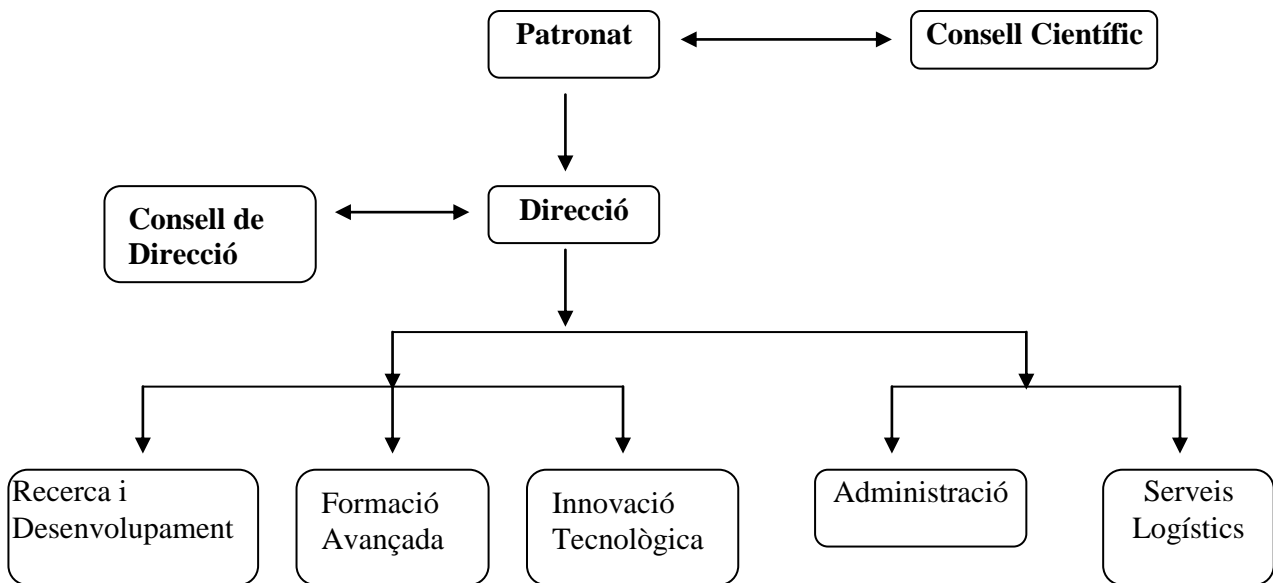 Patronat
Consell Científic
Consell de
Direcció
Direcció
Recerca i
Desenvolupament
Formació
Avançada
Innovació
Tecnològica
Administració
Serveis
Logístics